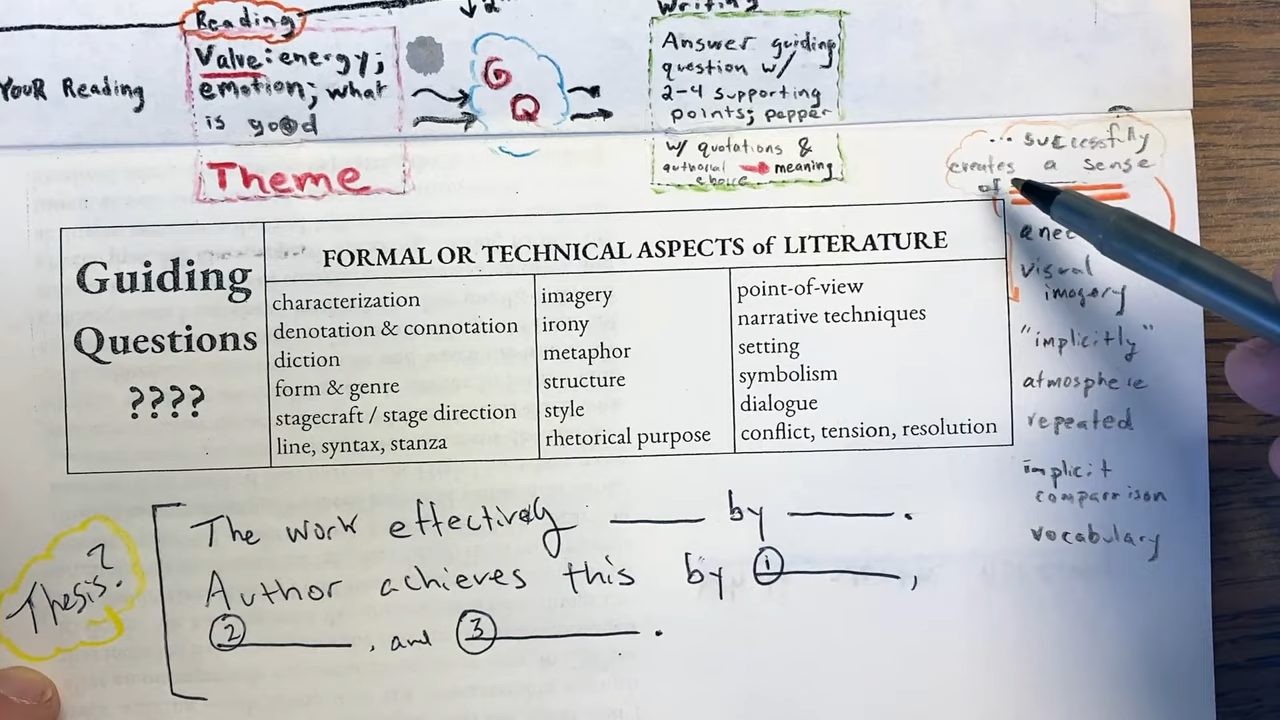 Reading
Writing
YOUR Reading
Value: energy;
emotion; what
is good
Theme
G
Q
Answer guiding
question w/
2-4 supporting
points; pepper
w/ quotations &
authorial meaning
choice
... successfully
creates a sense
of
Guiding
Questions
????
FORMAL OR TECHNICAL ASPECTS of LITERATURE
characterization
denotation & connotation
diction
form & genre
stagecraft / stage direction
line, syntax, stanza
imagery
irony
metaphor
structure
style
rhetorical purpose
point-of-view
narrative techniques
setting
symbolism
dialogue
conflict, tension, resolution
visual
imagery
"implicitly"
atmosphere
repeated
implicit
comparison
vocabulary
Thesis?
The work effectively ____ by ____.
Author achieves this by ① ____,
② ____, and ③ ____.